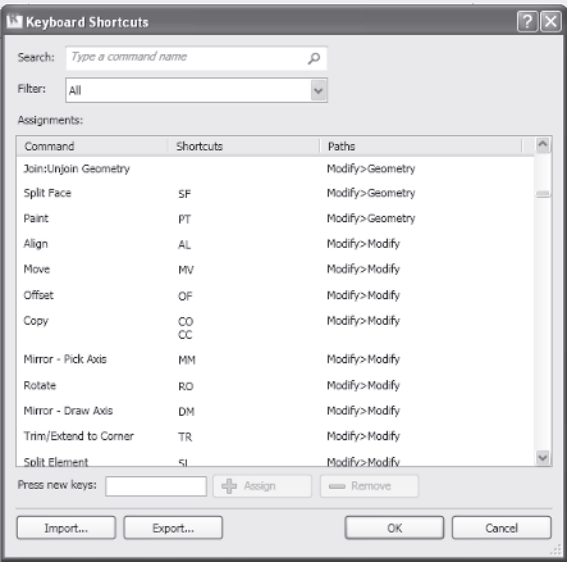 Keyboard Shortcuts
Search: Type a command name
Filter: All
Assignments:
Command Shortcuts Paths
Join:Unjoin Geometry Modify>Geometry
Split Face SF Modify>Geometry
Paint PT Modify>Geometry
Align AL Modify>Modify
Move MV Modify>Modify
Offset OF Modify>Modify
Copy CO Modify>Modify
CC
Mirror - Pick Axis MM Modify>Modify
Rotate RO Modify>Modify
Mirror - Draw Axis DM Modify>Modify
Trim/Extend to Corner TR Modify>Modify
Split Element SL Modify>Modify
Press new keys: Assign Remove
Import... Export... OK Cancel